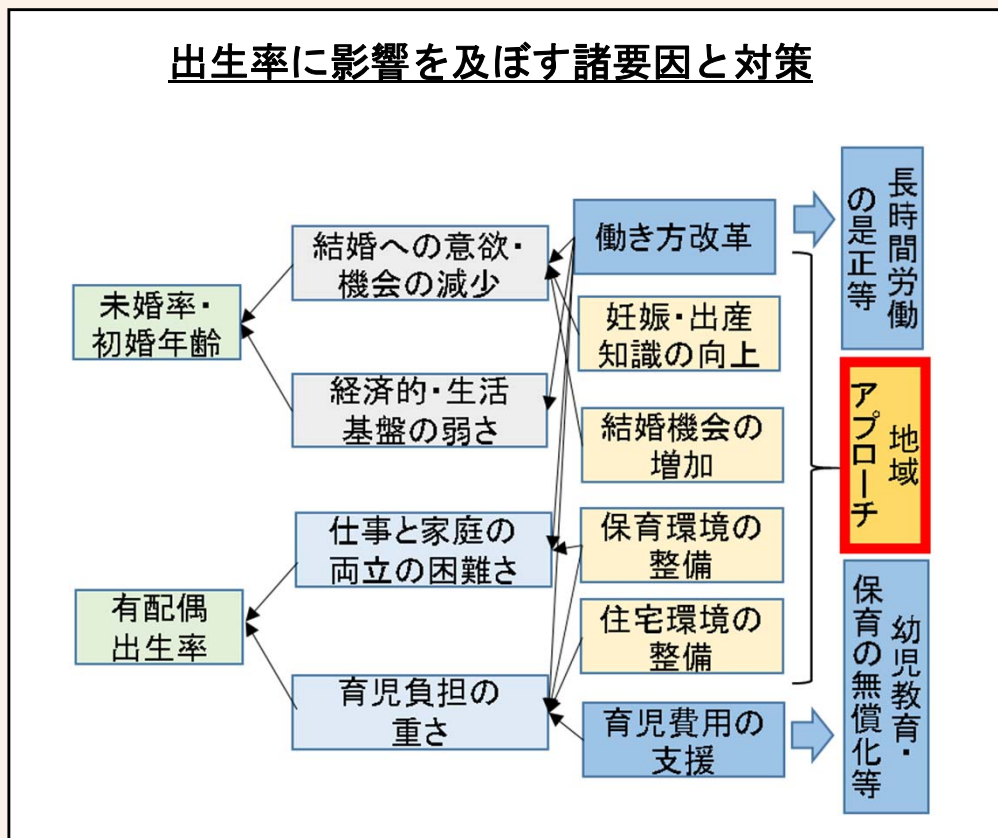 出生率に影響を及ぼす諸要因と対策
未婚率・
初婚年齢
有配偶
出生率
結婚への意欲・
機会の減少
経済的・生活
基盤の弱さ
仕事と家庭の
両立の困難さ
育児負担の
重さ
働き方改革
妊娠・出産
知識の向上
結婚機会の
増加
保育環境の
整備
住宅環境の
整備
育児費用の
支援
長時間労働
の是正等
地域
アプローチ
幼児教育・
保育の無償化等